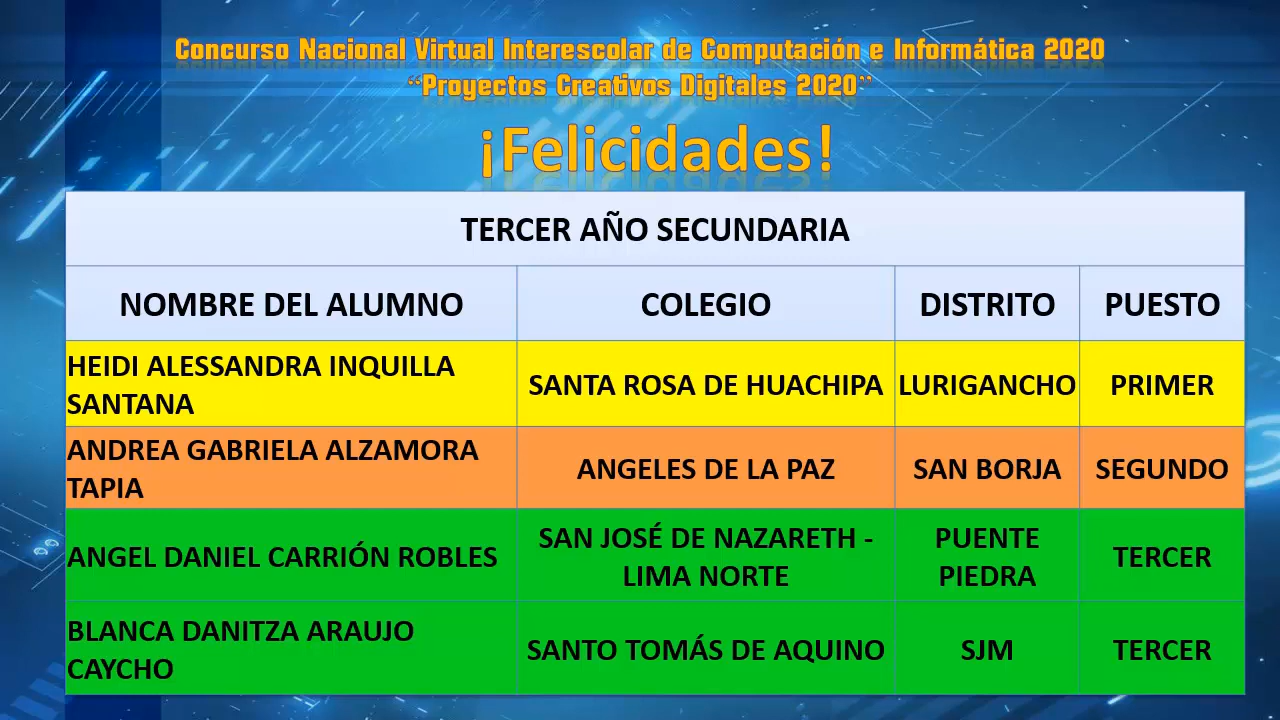 Concurso Nacional Virtual Interescolar de Computación e Informática 2020
“Proyectos Creativos Digitales 2020”
¡Felicidades!
TERCER AÑO SECUNDARIA
NOMBRE DEL ALUMNO COLEGIO DISTRITO PUESTO
HEIDI ALESSANDRA INQUILLA
SANTANA
SANTA ROSA DE HUACHIPA LURIGANCHO PRIMER
ANDREA GABRIELA ALZAMORA
TAPIA
ANGELES DE LA PAZ SAN BORJA SEGUNDO
ANGEL DANIEL CARRIÓN ROBLES
SAN JOSÉ DE NAZARETH -
LIMA NORTE
PUENTE
PIEDRA
TERCER
BLANCA DANITZA ARAUJO
CAYCHO
SANTO TOMÁS DE AQUINO SJM TERCER